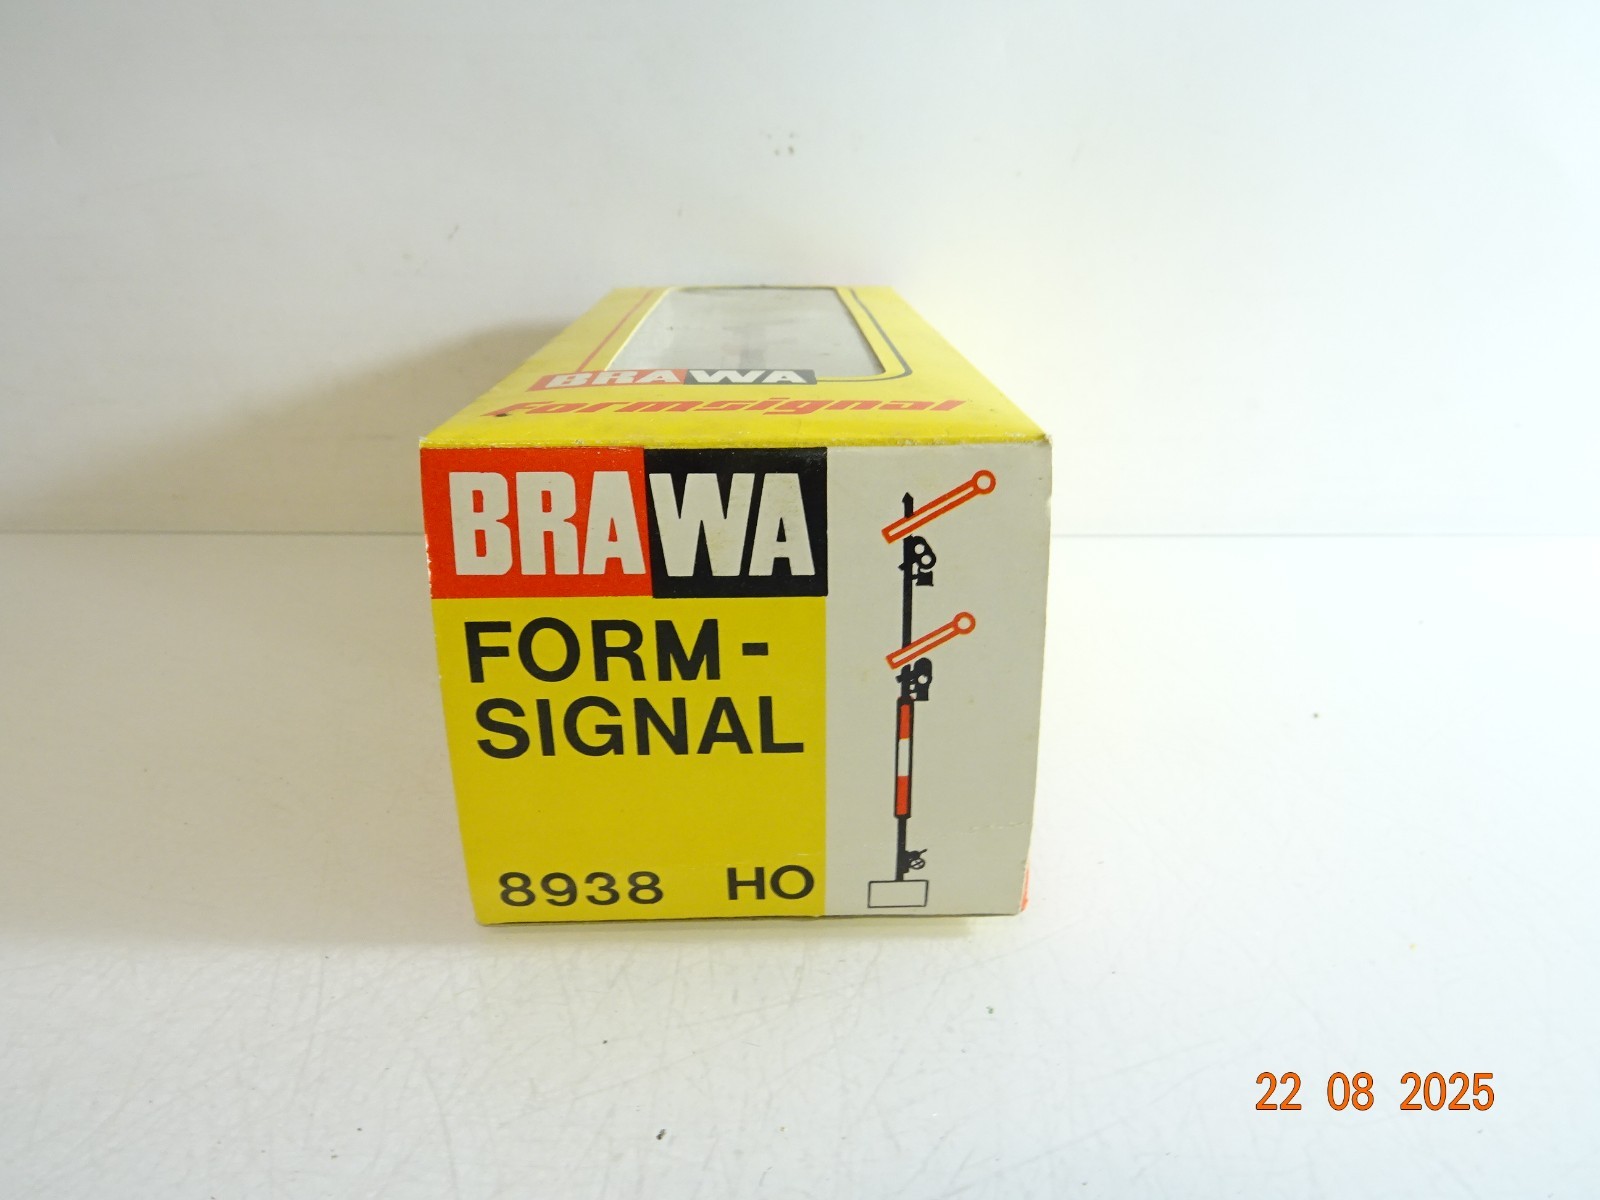 BRAWA
Formsignal
BRAWA
FORM-
SIGNAL
8938 HO
22 08 2025